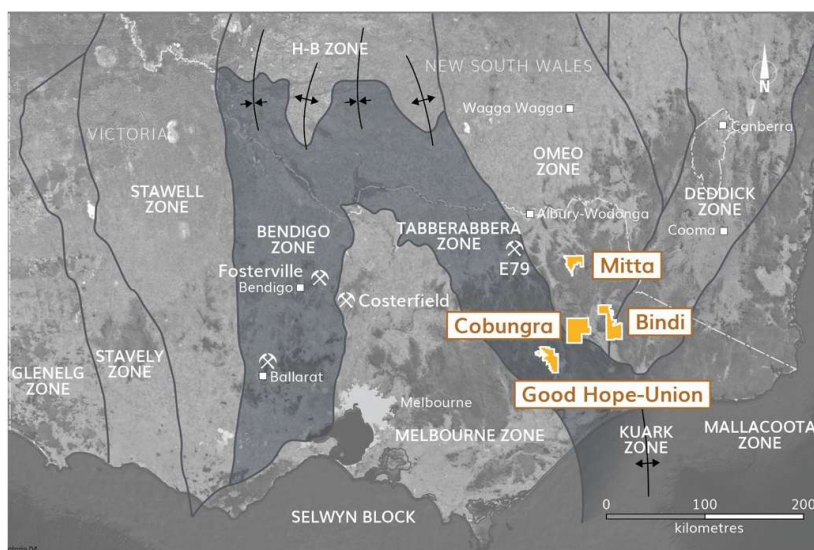 H-B ZONE
NEW SOUTH WALES
N
Wagga Wagga
VICTORIA
Canberra
OMEO
ZONE
STAWELL
ZONE
DEDDICK
ZONE
Albury-Wodonga
BENDIGO
ZONE
TABBERABBERA
ZONE
Cooma
E79
Mitta
Fosterville
Bendigo
Costerfield
Cobungra
Bindi
STAVELY
ZONE
GLENELG
ZONE
Ballarat
Good Hope-Union
Melbourne
MELBOURNE ZONE
KUARK
ZONE
MALLACOOTA
ZONE
SELWYN BLOCK
0 100 200
kilometres